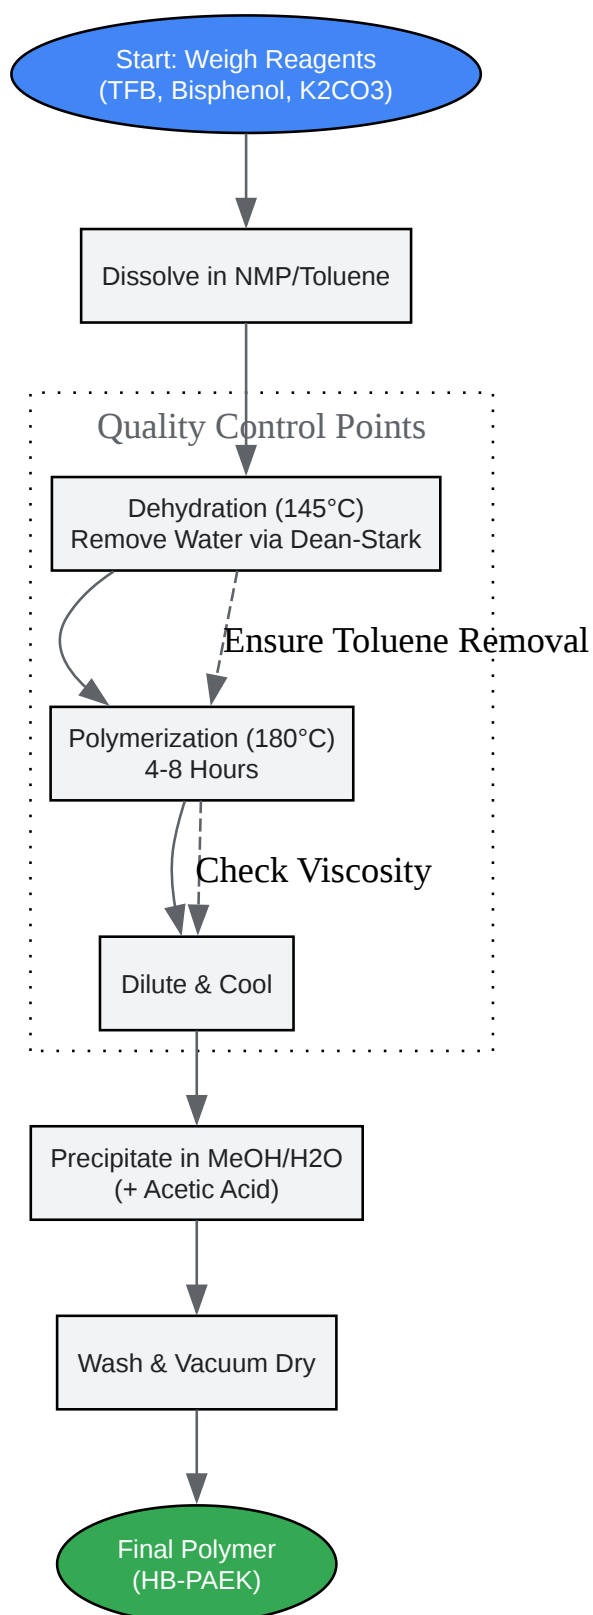 Start: Weigh Reagents
(TFB, Bisphenol, K2CO3)
Dissolve in NMP/Toluene
Quality Control Points
Dehydration (145°C)
Remove Water via Dean-Stark
Ensure Toluene Removal
Polymerization (180°C)
4-8 Hours
Check Viscosity
Dilute & Cool
Precipitate in MeOH/H2O
(+ Acetic Acid)
Wash & Vacuum Dry
Final Polymer
(HB-PAEK)